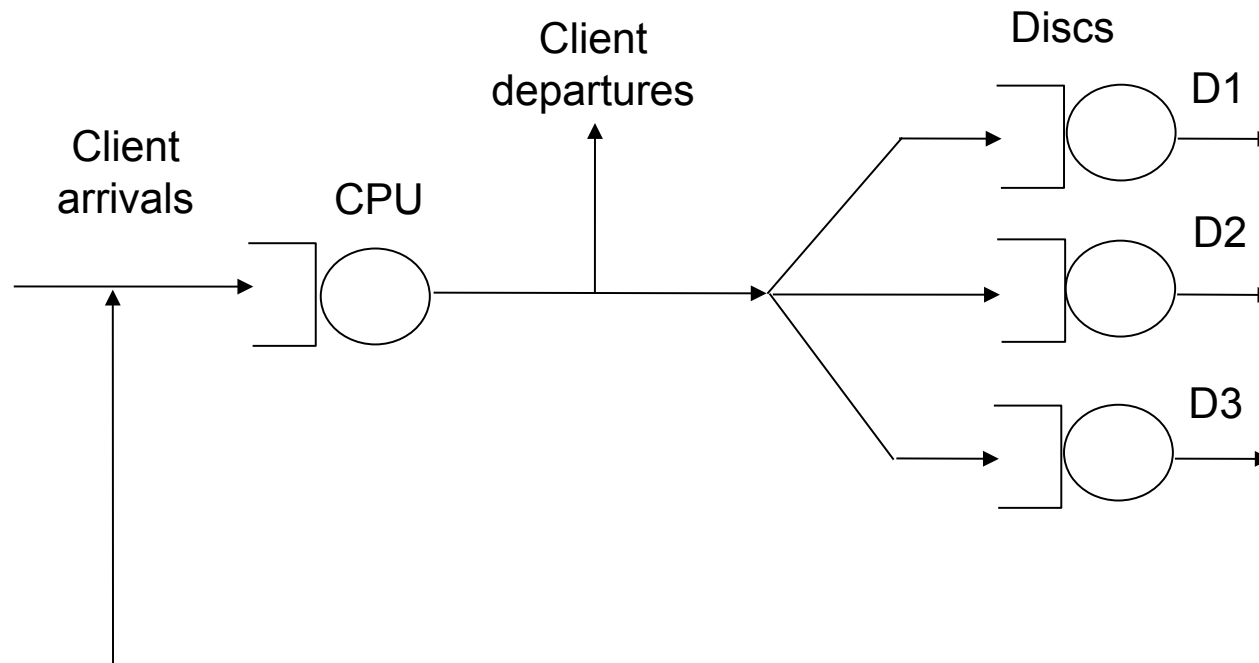 Client
arrivals
CPU
Client
departures
Discs
D1
D2
D3